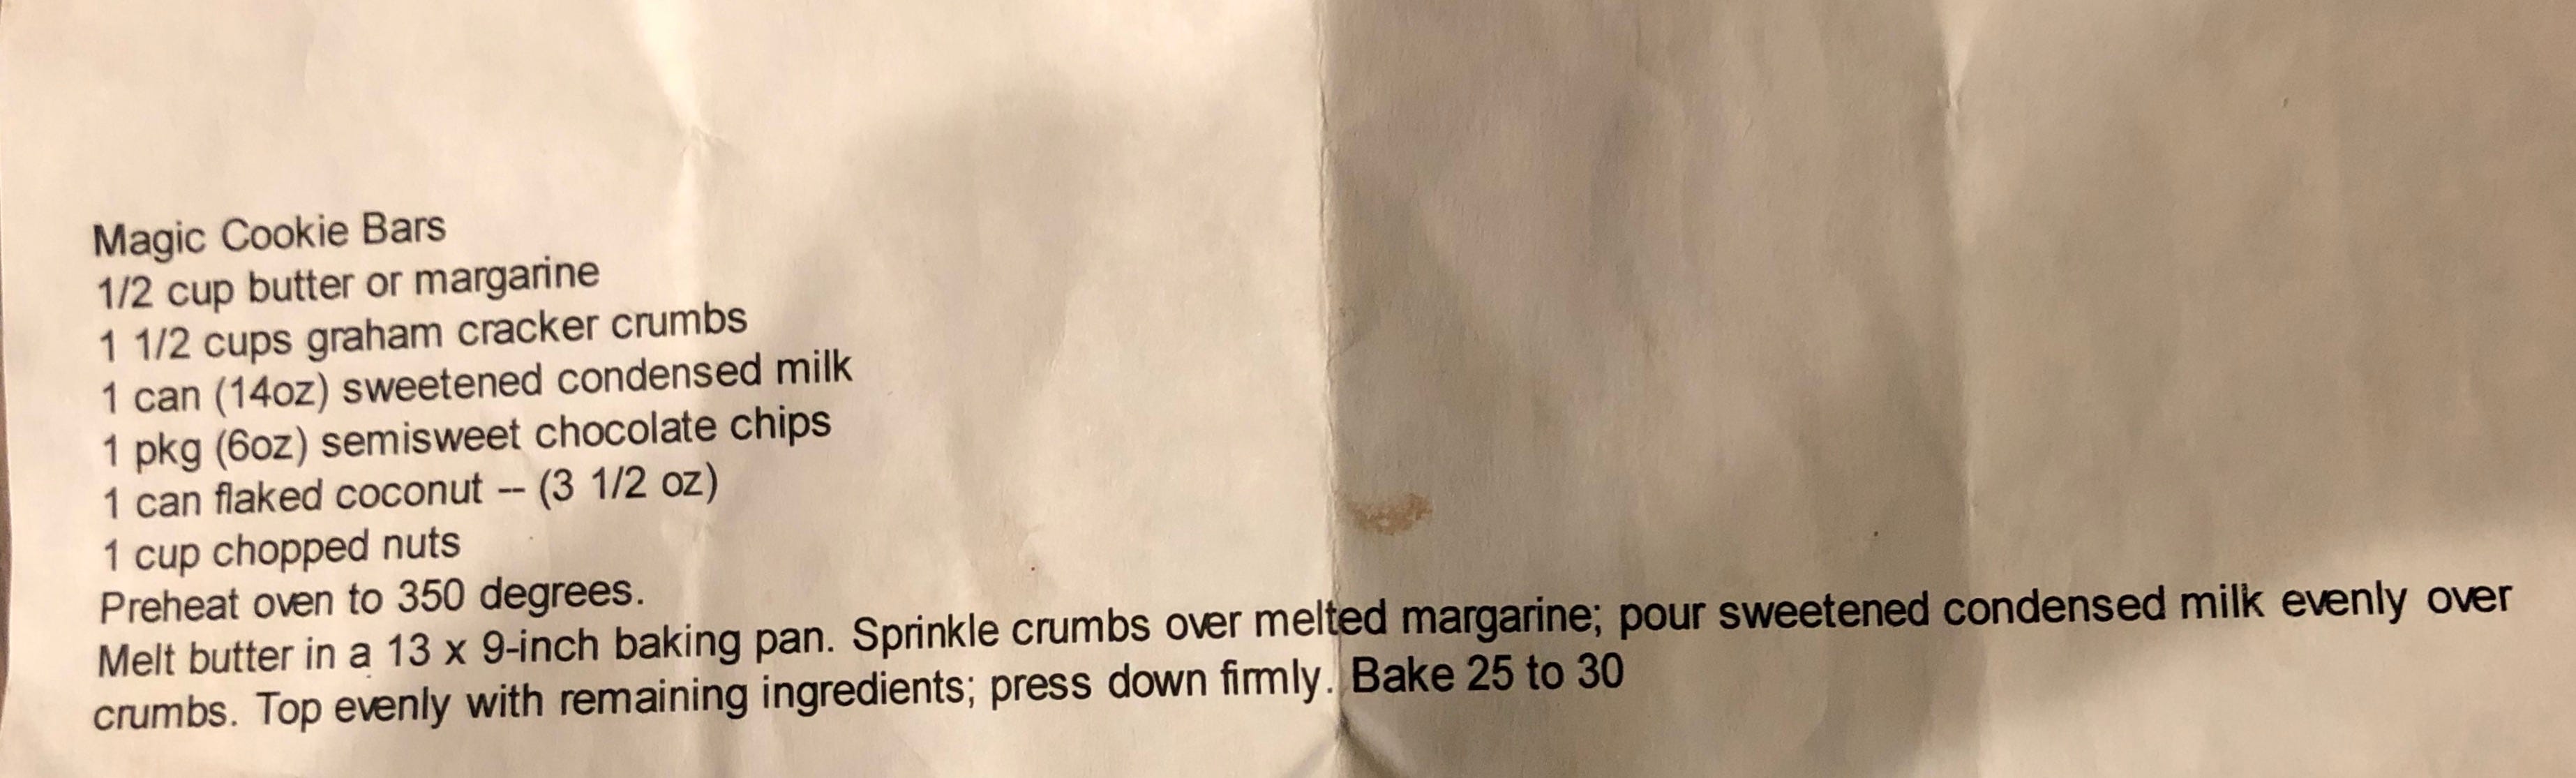 Magic Cookie Bars
1/2 cup butter or margarine
1 1/2 cups graham cracker crumbs
1 can (14oz) sweetened condensed milk
1 pkg (6oz) semisweet chocolate chips
1 can flaked coconut -- (3 1/2 oz)
1 cup chopped nuts
Preheat oven to 350 degrees.
Melt butter in a 13 x 9-inch baking pan. Sprinkle crumbs over melted margarine; pour sweetened condensed milk evenly over
crumbs. Top evenly with remaining ingredients; press down firmly. Bake 25 to 30